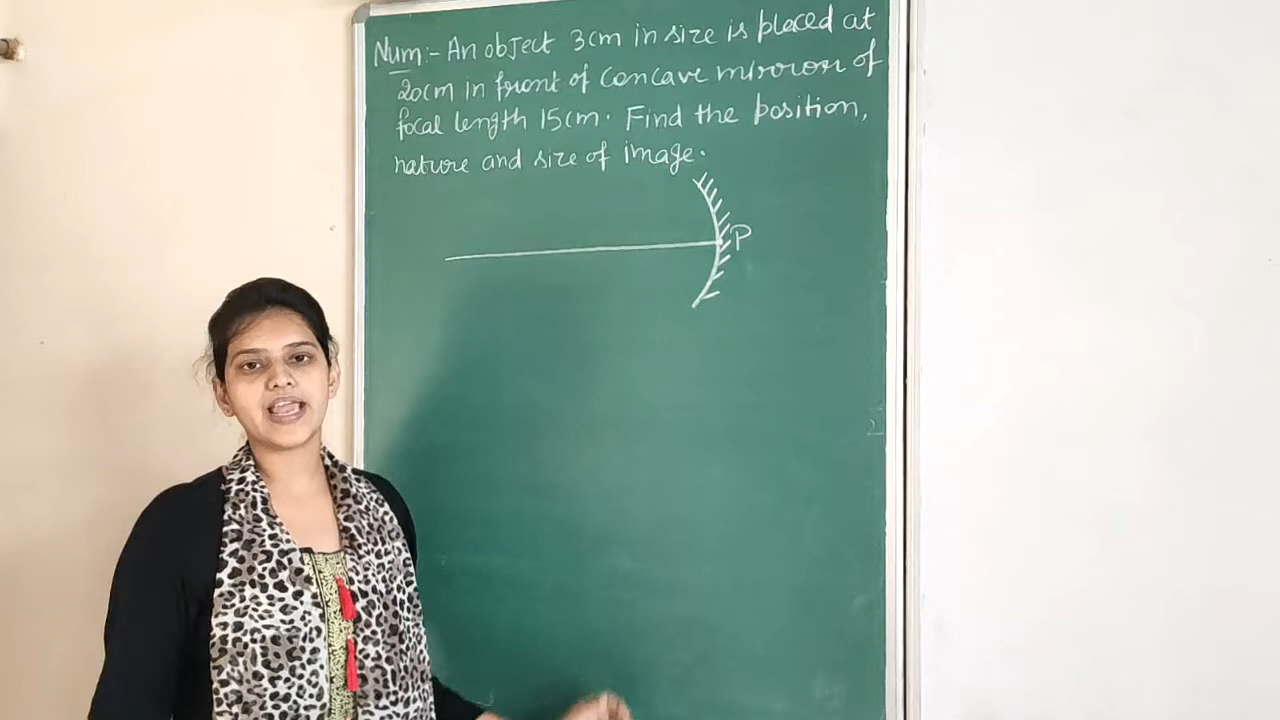 Num:- An object 3cm in size is placed at
20cm in front of concave mirror of
focal length 15cm. Find the position,
nature and size of image.
P